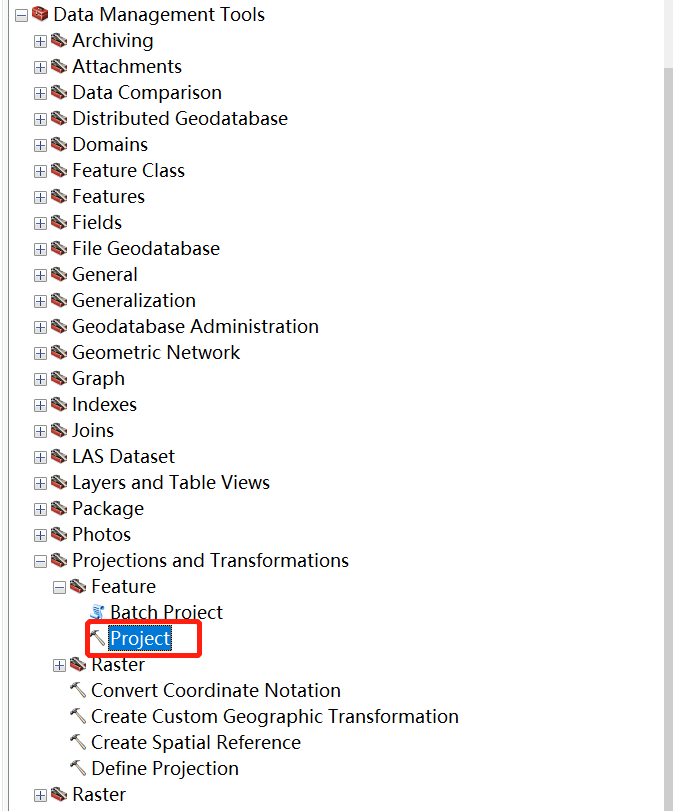 Data Management Tools
Archiving
Attachments
Data Comparison
Distributed Geodatabase
Domains
Feature Class
Features
Fields
File Geodatabase
General
Generalization
Geodatabase Administration
Geometric Network
Graph
Indexes
Joins
LAS Dataset
Layers and Table Views
Package
Photos
Projections and Transformations
Feature
Batch Project
Project
Raster
Convert Coordinate Notation
Create Custom Geographic Transformation
Create Spatial Reference
Define Projection
Raster